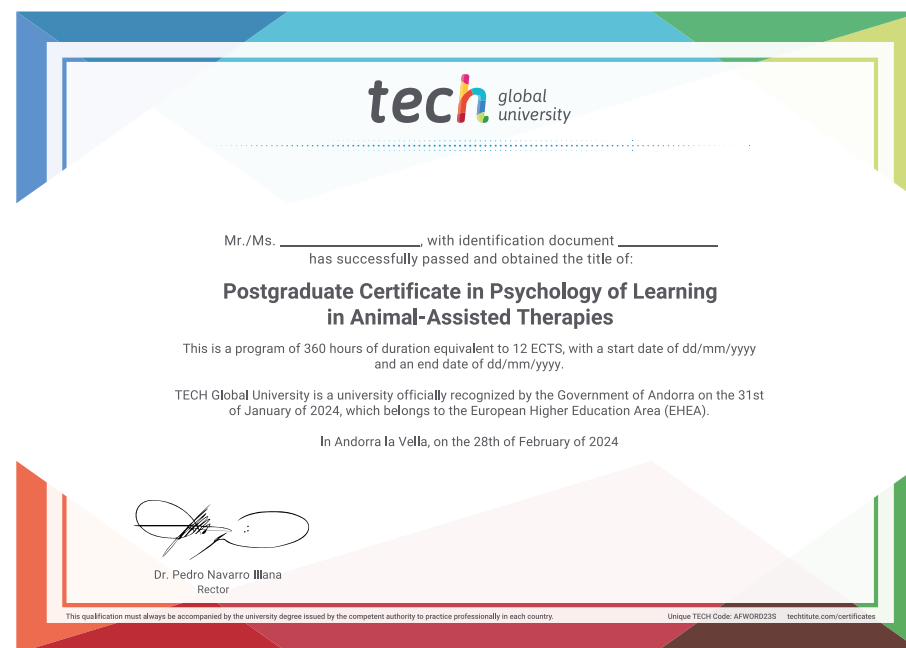 tech global
university
Mr./Ms. ____________________, with identification document ______________
has successfully passed and obtained the title of:
Postgraduate Certificate in Psychology of Learning
in Animal-Assisted Therapies
This is a program of 360 hours of duration equivalent to 12 ECTS, with a start date of dd/mm/yyyy
and an end date of dd/mm/yyyy.
TECH Global University is a university officially recognized by the Government of Andorra on the 31st
of January of 2024, which belongs to the European Higher Education Area (EHEA).
In Andorra la Vella, on the 28th of February of 2024
Dr. Pedro Navarro Illana
Rector
This qualification must always be accompanied by the university degree issued by the competent authority to practice professionally in each country.
Unique TECH Code: AFWORD23S techtitute.com/certificates